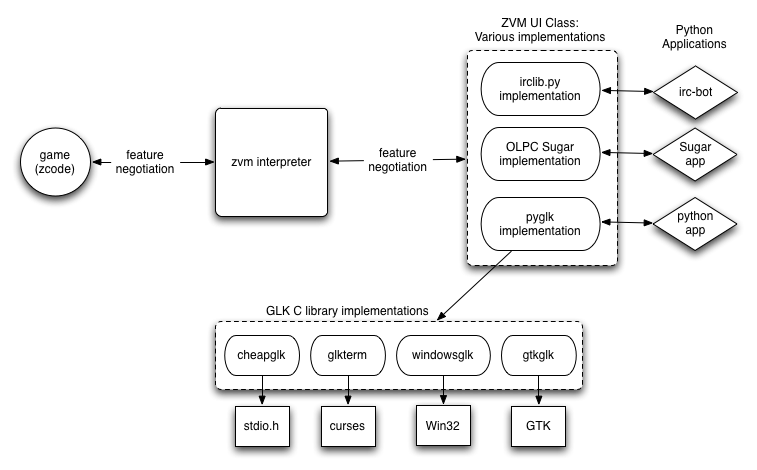 ZVM UI Class:
Various implementations
Python
Applications
irclib.py
implementation
irc-bot
game
(zcode)
feature
negotiation
zvm interpreter
feature
negotiation
OLPC Sugar
implementation
Sugar
app
pyglk
implementation
python
app
GLK C library implementations
cheapglk
glkterm
windowsglk
gtkglk
stdio.h
curses
Win32
GTK